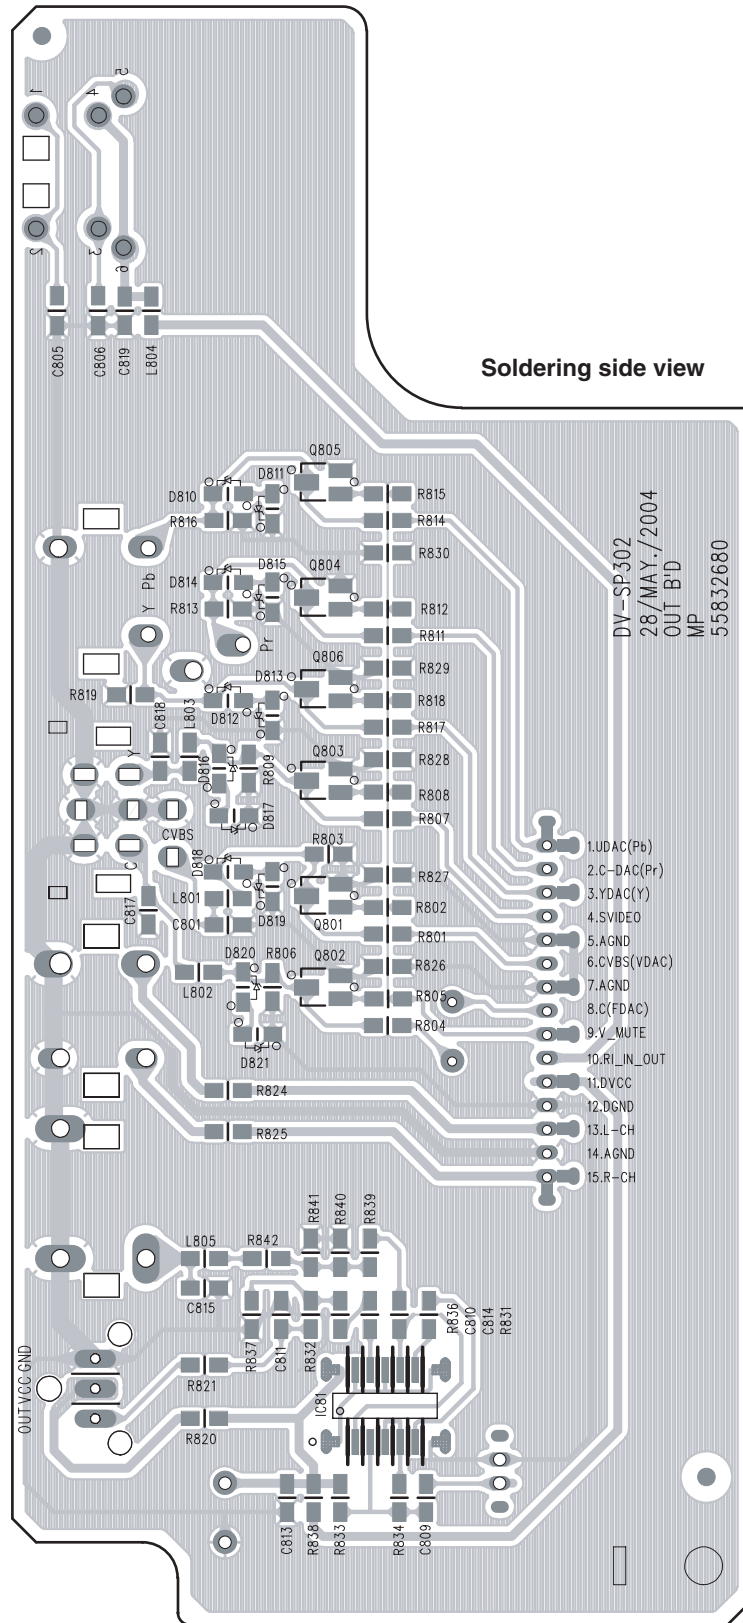 5
4
1
2
3
6
C805
C806
C819
L804
Soldering side view
Q805
D811
D810
R816
R815
R814
R830
DV-SP302
28/MAY./2004
OUT B'D
MP
55832680
Pb
Y
D815
Q804
D814
R813
R812
R811
Pr
Q806
R829
D813
R819
D812
R818
R817
C818
L803
Y
D816
R809
Q803
R828
R808
R807
D817
CVBS
C
R803
D818
L801
C801
D819
Q801
R827
R802
R801
C817
1.UDAC(Pb)
2.C-DAC(Pr)
3.YDAC(Y)
4.SVIDEO
5.AGND
6.CVBS(VDAC)
7.AGND
8.C(FDAC)
9.V_MUTE
10.RI_IN_OUT
11.DVCC
12.DGND
13.L-CH
14.AGND
15.R-CH
D820
R806
Q802
L802
R826
R805
R804
D821
R824
R825
R841
R840
R839
L805
R842
C815
R837
C811
R832
R836
C810
C814
R831
OUT VCC GND
R821
R820
IC81
C813
R838
R833
R834
C809